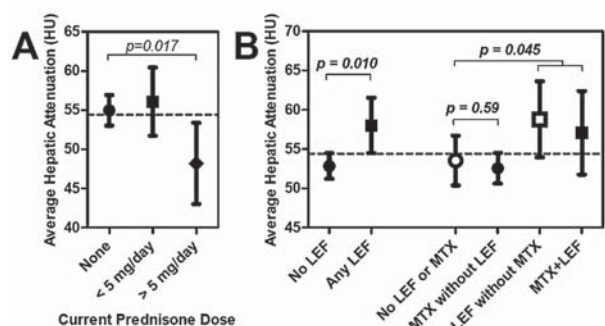 A
Average Hepatic Attenuation (HU)
65
60
55
50
45
40
p=0.017
None
< 5 mg/day
> 5 mg/day
Current Prednisone Dose
B
Average Hepatic Attenuation (HU)
70
65
60
55
50
45
p = 0.010
p = 0.045
p = 0.59
No LEF
Any LEF
No LEF or MTX
MTX without LEF
LEF without MTX
MTX+LEF